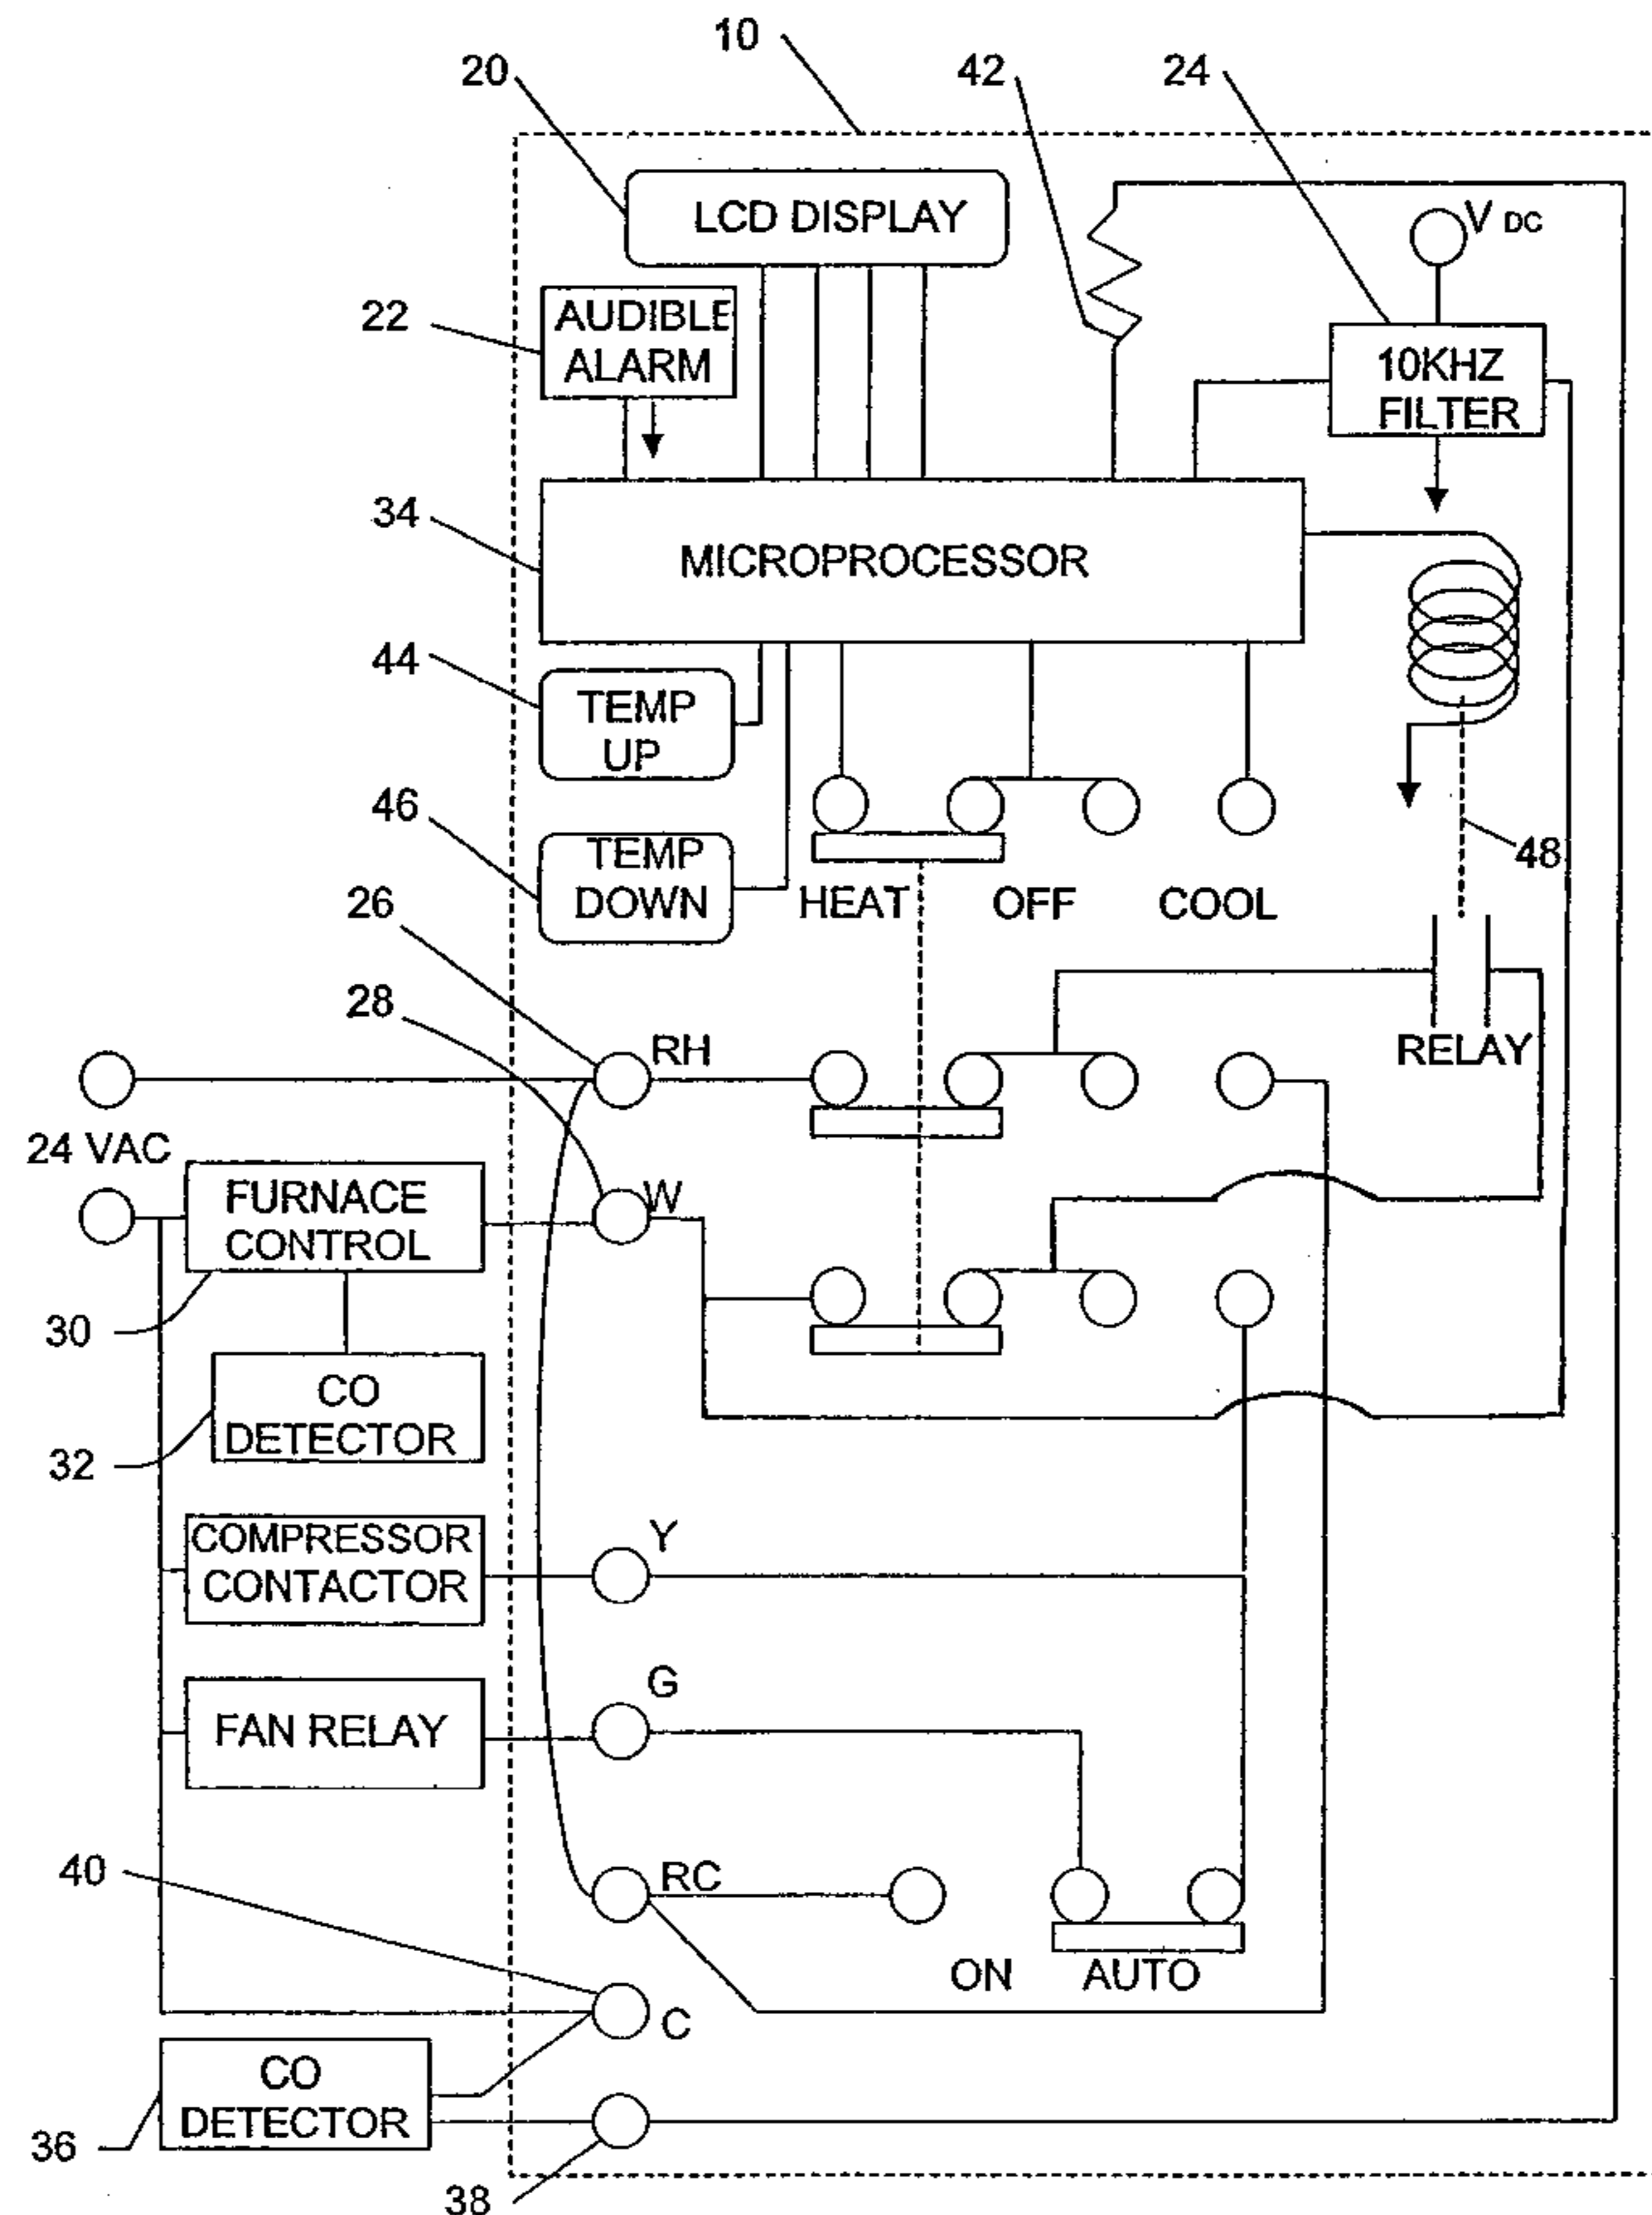 10
20
42
24
LCD DISPLAY
V DC
22
AUDIBLE
ALARM
10KHZ
FILTER
34
MICROPROCESSOR
44
TEMP
UP
46
TEMP
DOWN
48
26
HEAT OFF COOL
28
RH
RELAY
24 VAC
FURNACE
CONTROL
W
30
CO
DETECTOR
32
COMPRESSOR
CONTACTOR
Y
G
FAN RELAY
40
RC
ON AUTO
C
CO
DETECTOR
36
38